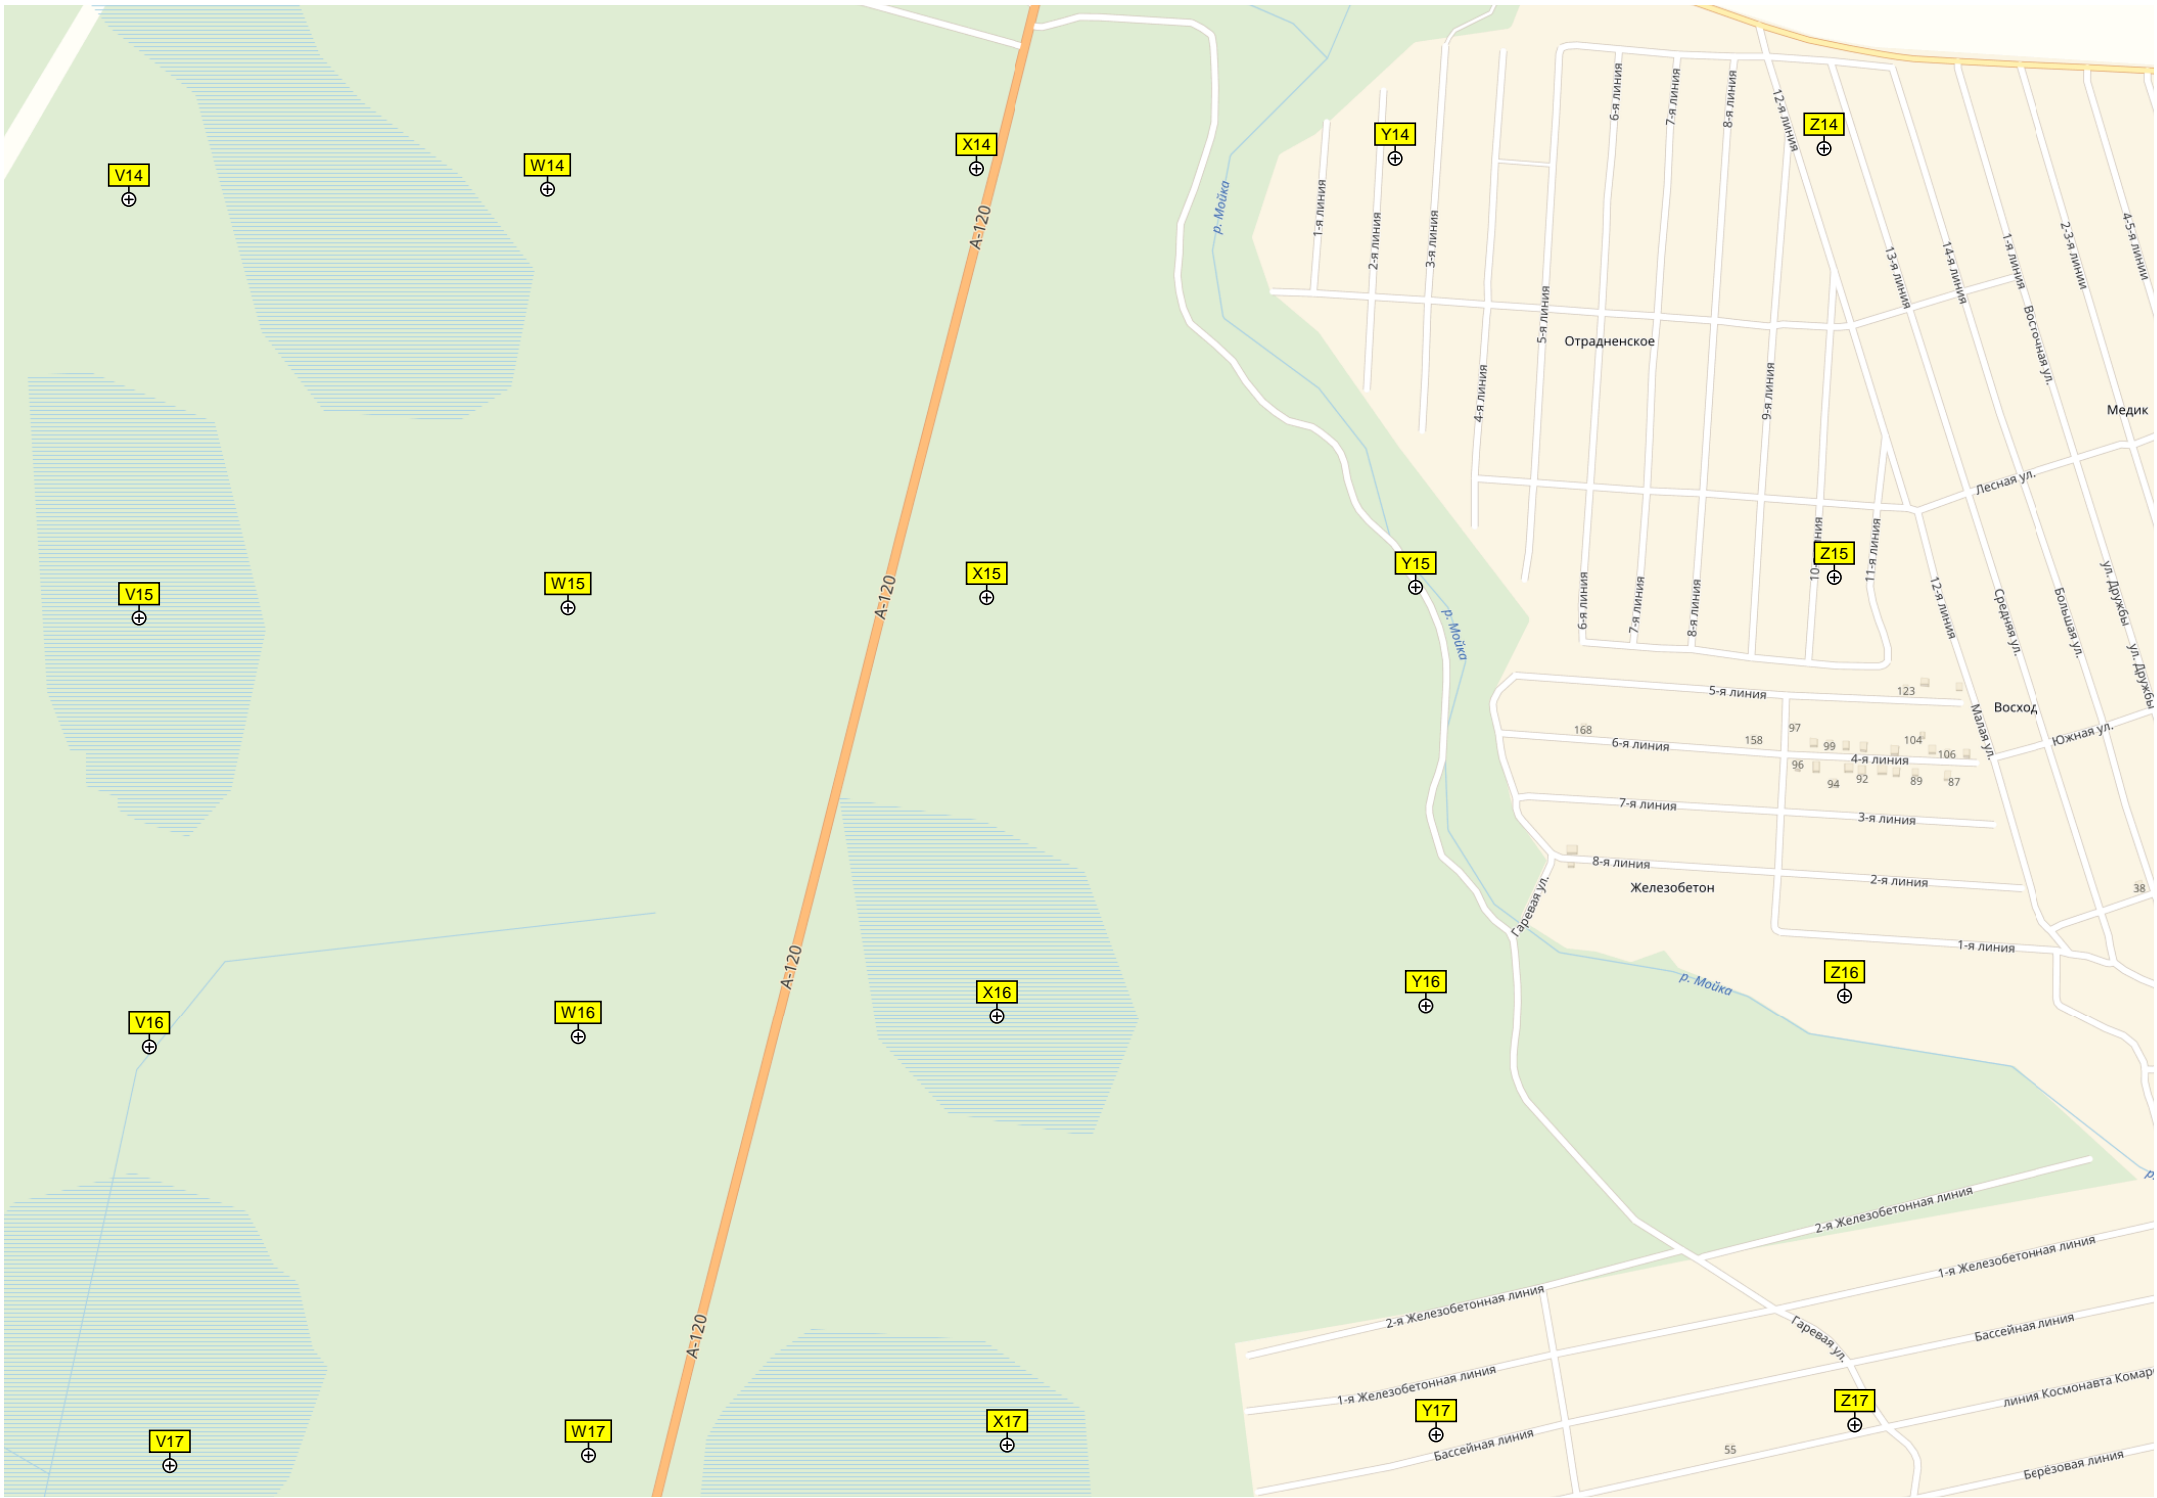 6-я линия
7-я линия
8-я линия
12-я линия
Z14
Y14
X14
W14
V14
р. Мойка
А-120
1-я линия
2-я линия
3-я линия
13-я линия
14-я линия
1-я линия
2-3-я линии
4-5-я линии
5-я линия
Отрадненское
Восточная ул.
4-я линия
9-я линия
Медик
Лесная ул.
V15
W15
X15
Y15
Z15
А-120
р. Мойка
6-я линия
7-я линия
8-я линия
11-я линия
12-я линия
Средняя ул.
Большая ул.
ул. Дружбы
ул. Дружбы
5-я линия
123
Восход
Малая ул.
Южная ул.
168
6-я линия
158
97
99
104
106
4-я линия
96
94
92
89
87
7-я линия
3-я линия
8-я линия
2-я линия
Железобетон
38
Гаревая ул.
1-я линия
А-120
р. Мойка
V16
W16
X16
Y16
Z16
2-я Железобетонная линия
1-я Железобетонная линия
2-я Железобетонная линия
Гаревая ул.
Бассейная линия
А-120
1-я Железобетонная линия
линия Космонавта Комар
V17
W17
X17
Y17
Z17
Бассейная линия
55
Берёзовая линия